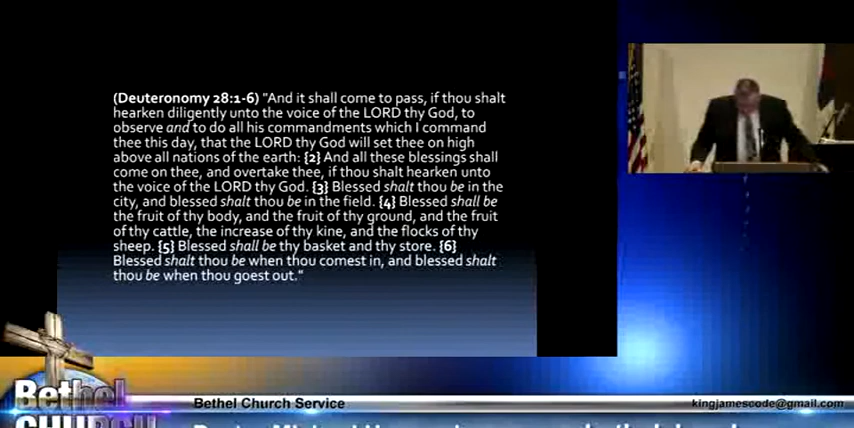 (Deuteronomy 28:1-6) "And it shall come to pass, if thou shalt
hearken diligently unto the voice of the LORD thy God, to
observe and to do all his commandments which I command
thee this day, that the LORD thy God will set thee on high
above all nations of the earth: {2} And all these blessings shall
come on thee, and overtake thee, if thou shalt hearken unto
the voice of the LORD thy God. {3} Blessed shalt thou be in the
city, and blessed shalt thou be in the field. {4} Blessed shall be
the fruit of thy body, and the fruit of thy ground, and the fruit
of thy cattle, the increase of thy kine, and the flocks of thy
sheep. {5} Blessed shall be thy basket and thy store. {6}
Blessed shalt thou be when thou comest in, and blessed shalt
thou be when thou goest out."
Bethel
CHURCH
Bethel Church Service
kingjamescode@gmail.com